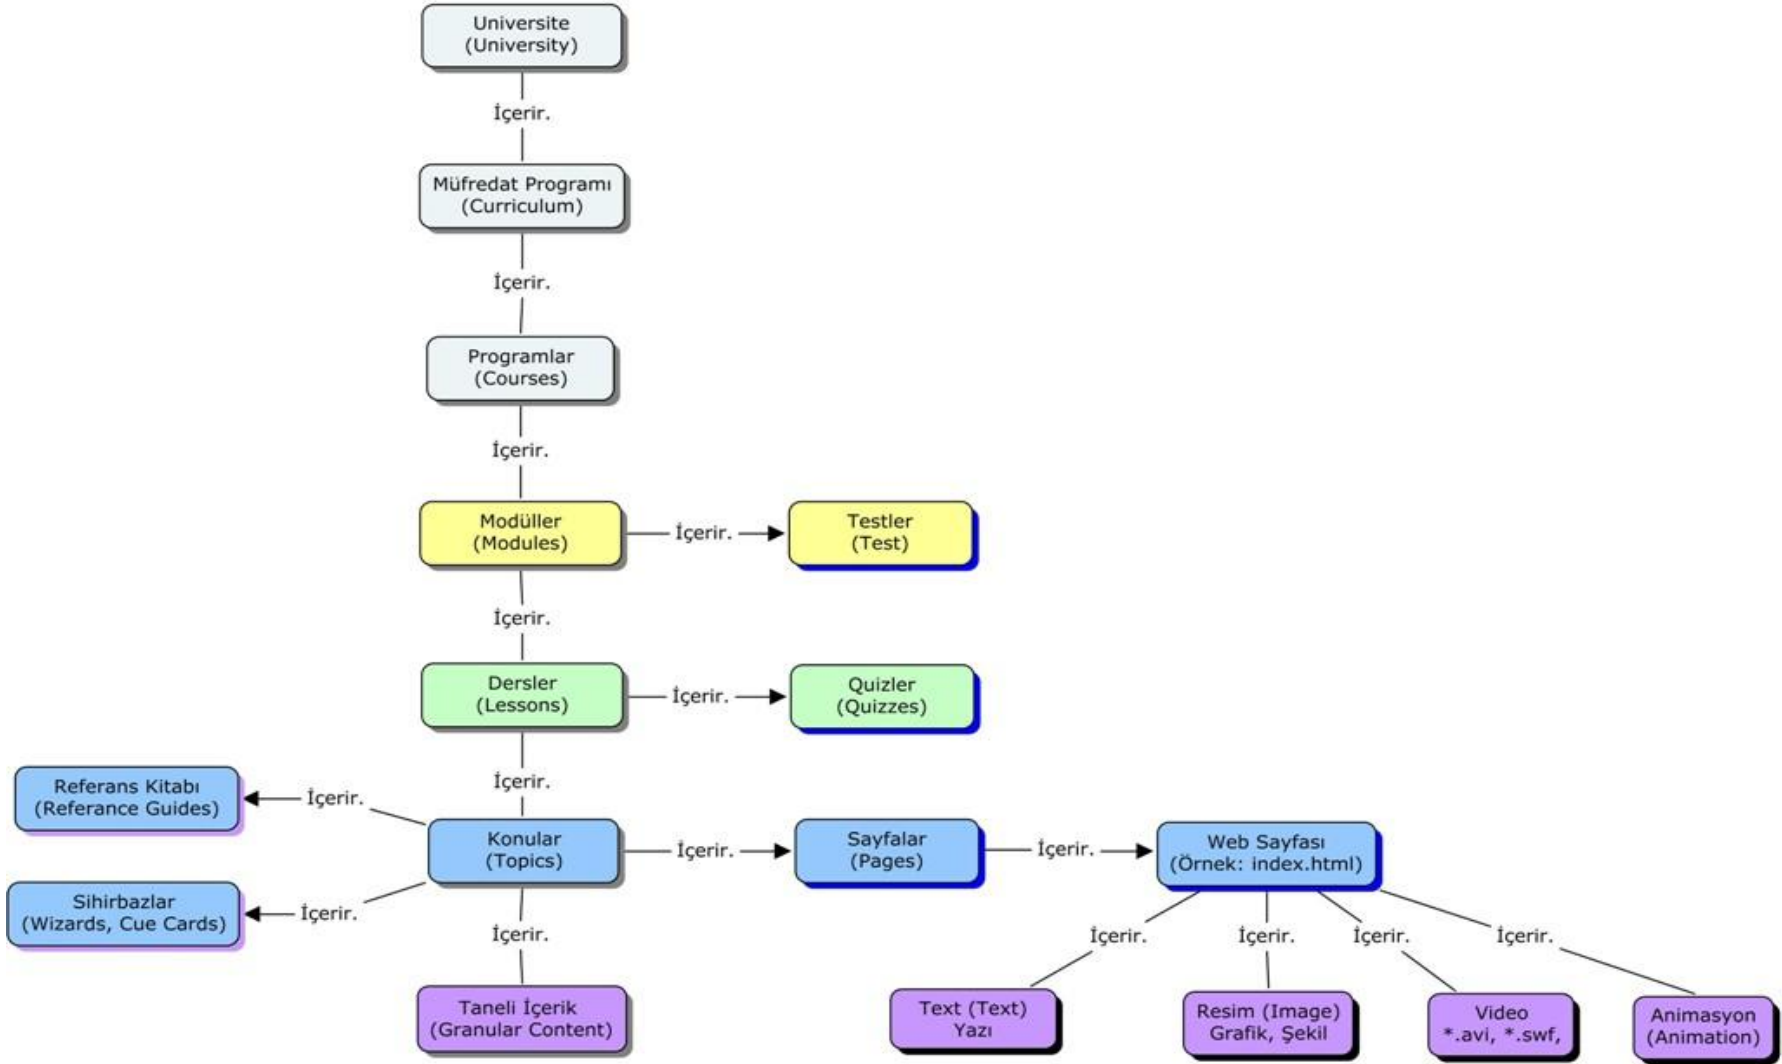 Universite
(University)
İçerir.
Müfredat Programı
(Curriculum)
İçerir.
Programlar
(Courses)
İçerir.
Modüller
(Modules)
İçerir.
Testler
(Test)
İçerir.
Dersler
(Lessons)
İçerir.
Quizler
(Quizzes)
İçerir.
Referans Kitabı
(Referance Guides)
İçerir.
Konular
(Topics)
İçerir.
Sayfalar
(Pages)
İçerir.
Web Sayfası
(Örnek: index.html)
Sihirbazlar
(Wizards, Cue Cards)
İçerir.
İçerir.
İçerir.
İçerir.
İçerir.
İçerir.
Taneli İçerik
(Granular Content)
Text (Text)
Yazı
Resim (Image)
Grafik, Şekil
Video
*.avi, *.swf,
Animasyon
(Animation)